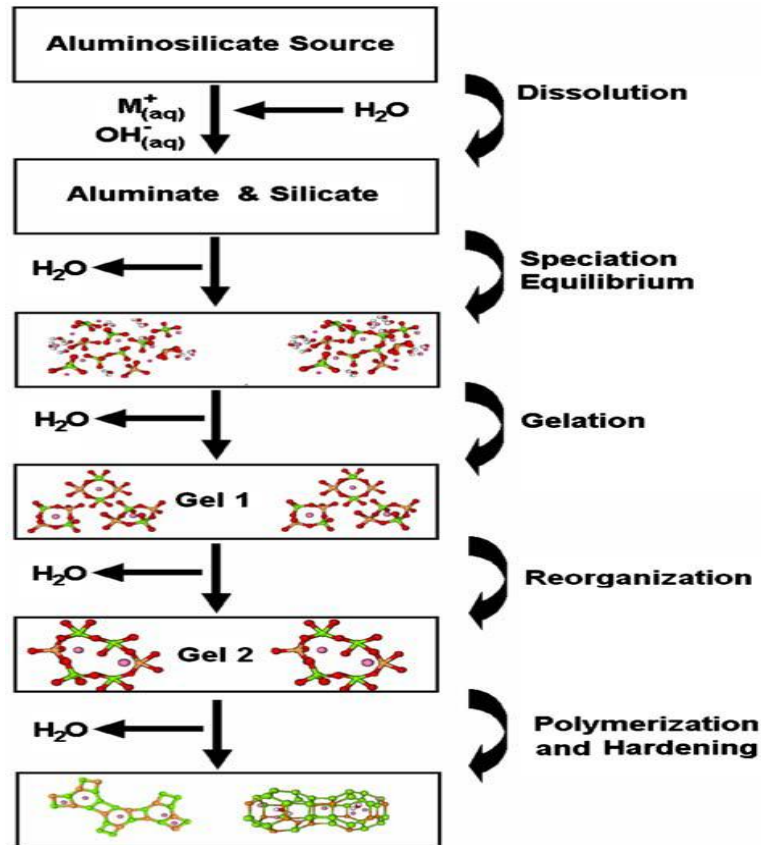 Aluminosilicate Source
M⁺(aq)
OH⁻(aq)
H₂O
Dissolution
Aluminate & Silicate
H₂O
Speciation
Equilibrium
H₂O
Gelation
Gel 1
H₂O
Reorganization
Gel 2
H₂O
Polymerization
and Hardening